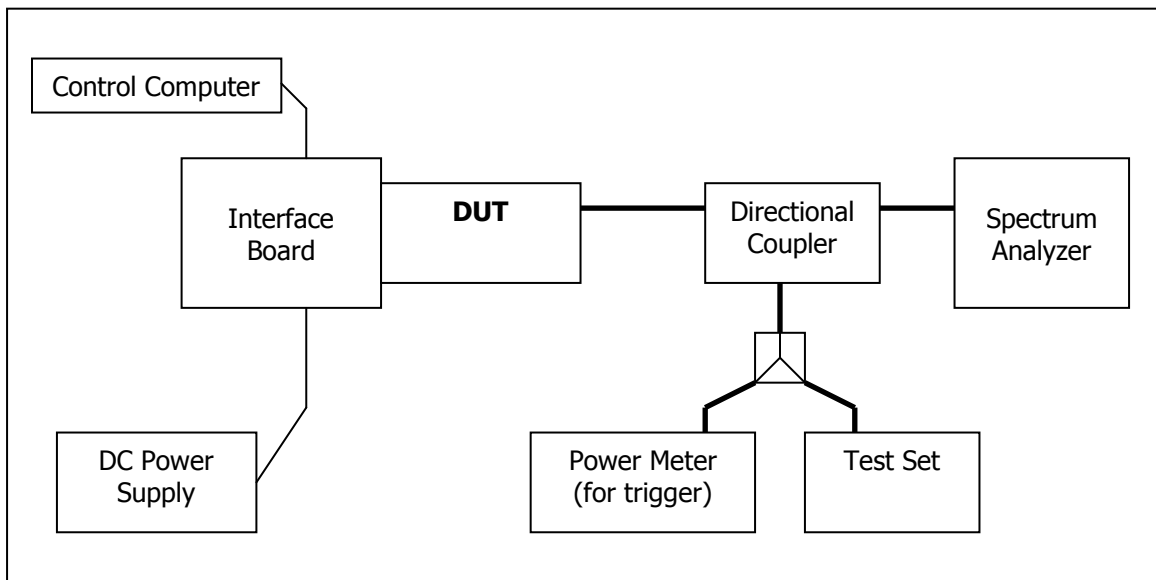 Control Computer
Interface
Board
DUT
Directional
Coupler
Spectrum
Analyzer
DC Power
Supply
Power Meter
(for trigger)
Test Set